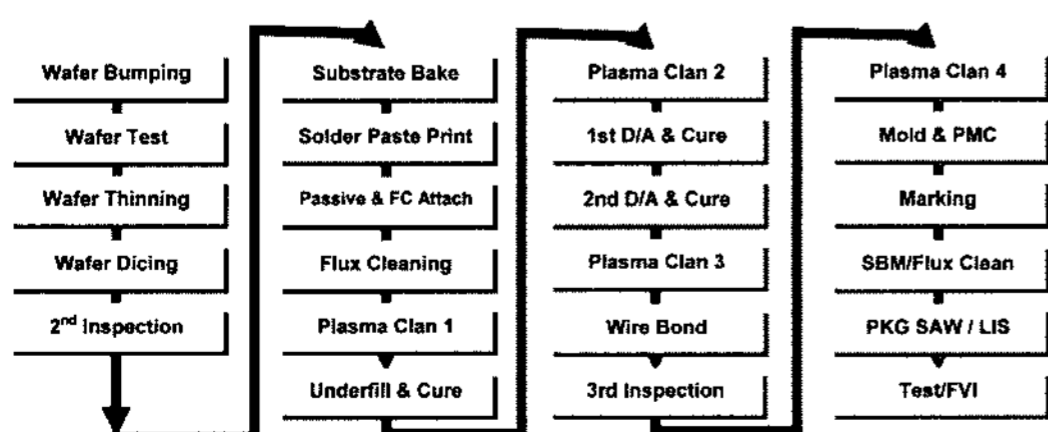 Wafer Bumping
Wafer Test
Wafer Thinning
Wafer Dicing
2nd Inspection
Substrate Bake
Solder Paste Print
Passive & FC Attach
Flux Cleaning
Plasma Clan 1
Underfill & Cure
Plasma Clan 2
1st D/A & Cure
2nd D/A & Cure
Plasma Clan 3
Wire Bond
3rd Inspection
Plasma Clan 4
Mold & PMC
Marking
SBM/Flux Clean
PKG SAW / LIS
Test/FVI